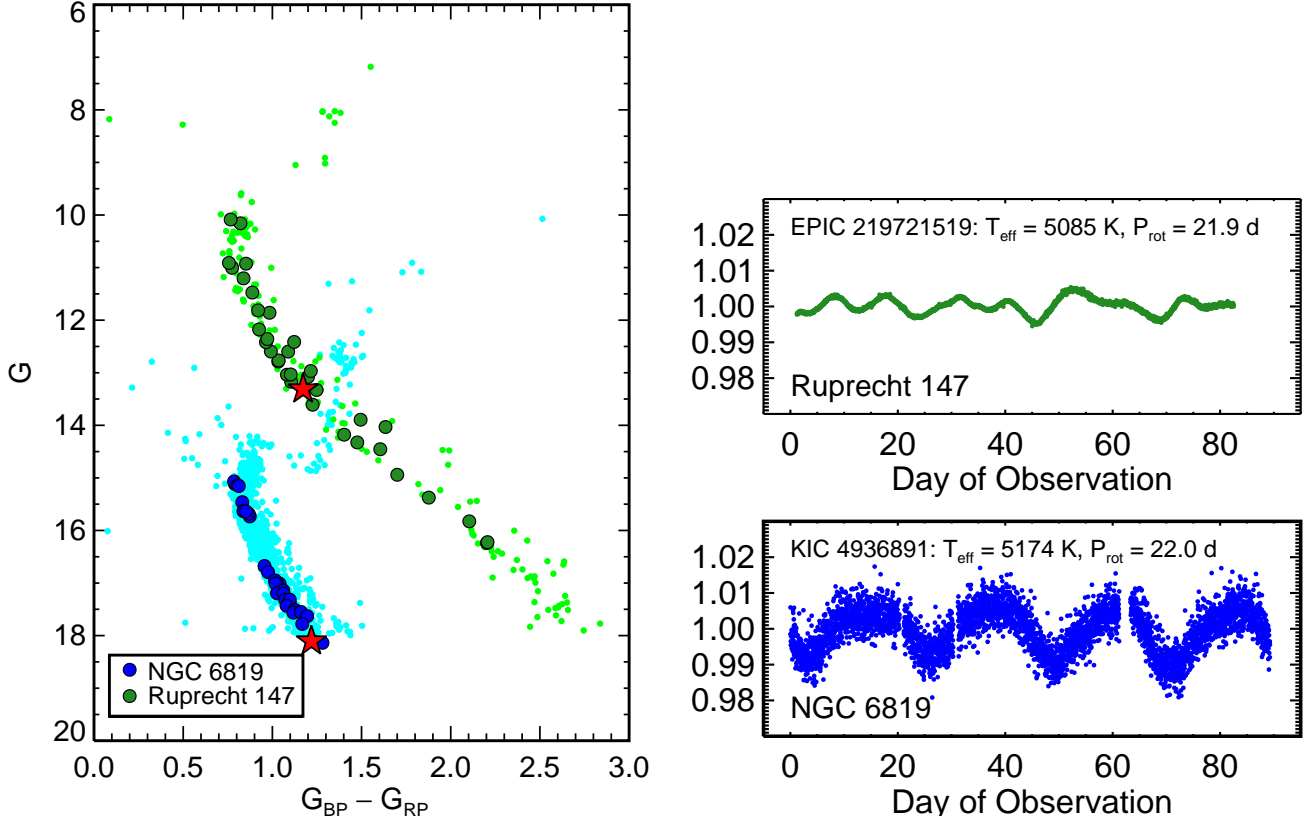 6
8
10
12
14
16
18
20
G
0.0 0.5 1.0 1.5 2.0 2.5 3.0
G_BP − G_RP
NGC 6819
Ruprecht 147
1.02
1.01
1.00
0.99
0.98
EPIC 219721519: T_eff = 5085 K, P_rot = 21.9 d
Ruprecht 147
0 20 40 60 80
Day of Observation
1.02
1.01
1.00
0.99
0.98
KIC 4936891: T_eff = 5174 K, P_rot = 22.0 d
NGC 6819
0 20 40 60 80
Day of Observation